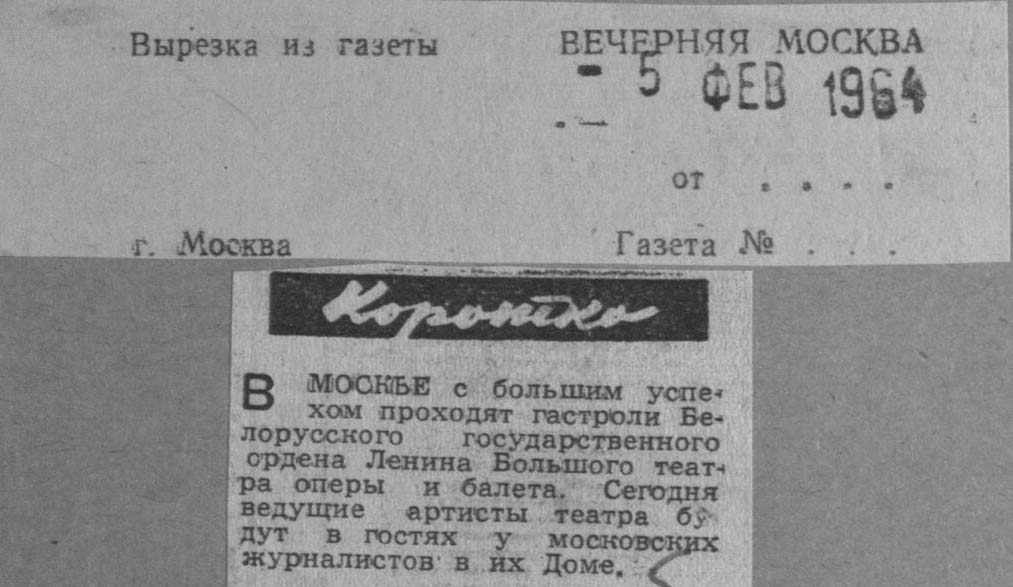 Вырезка из газеты ВЕЧЕРНЯЯ МОСКВА
- 5 ФЕВ 1964
от . . . .
г. Москва Газета № . . .
Коротко
В МОСКВЕ с большим успе-
хом проходят гастроли Бе-
лорусского государственного
ордена Ленина Большого теат-
ра оперы и балета. Сегодня
ведущие артисты театра бу-
дут в гостях у московских
журналистов в их Доме.